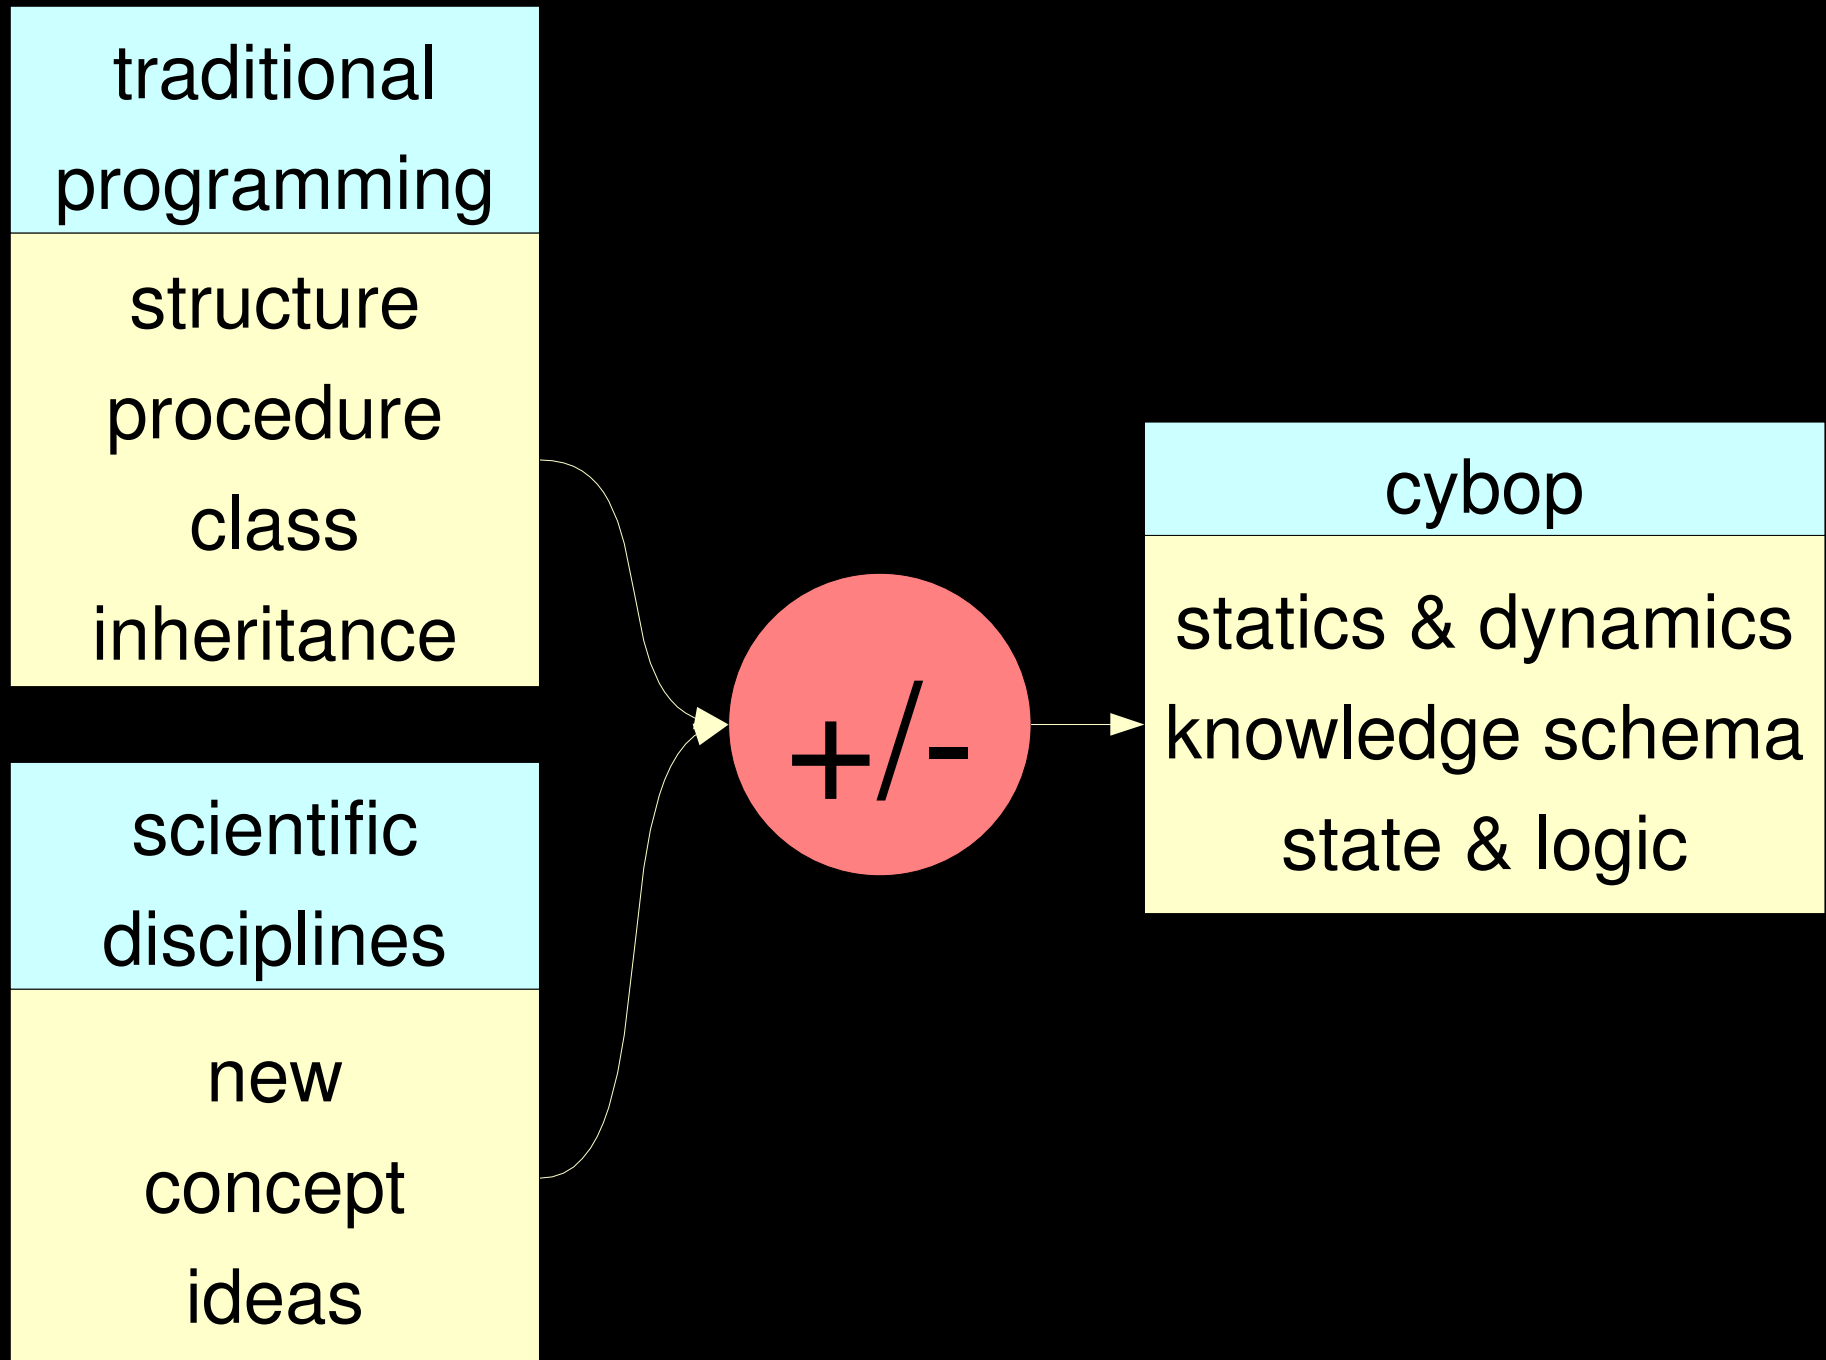 traditional
programming
structure
procedure
class
inheritance
scientific
disciplines
new
concept
ideas
+/-
cybop
statics & dynamics
knowledge schema
state & logic